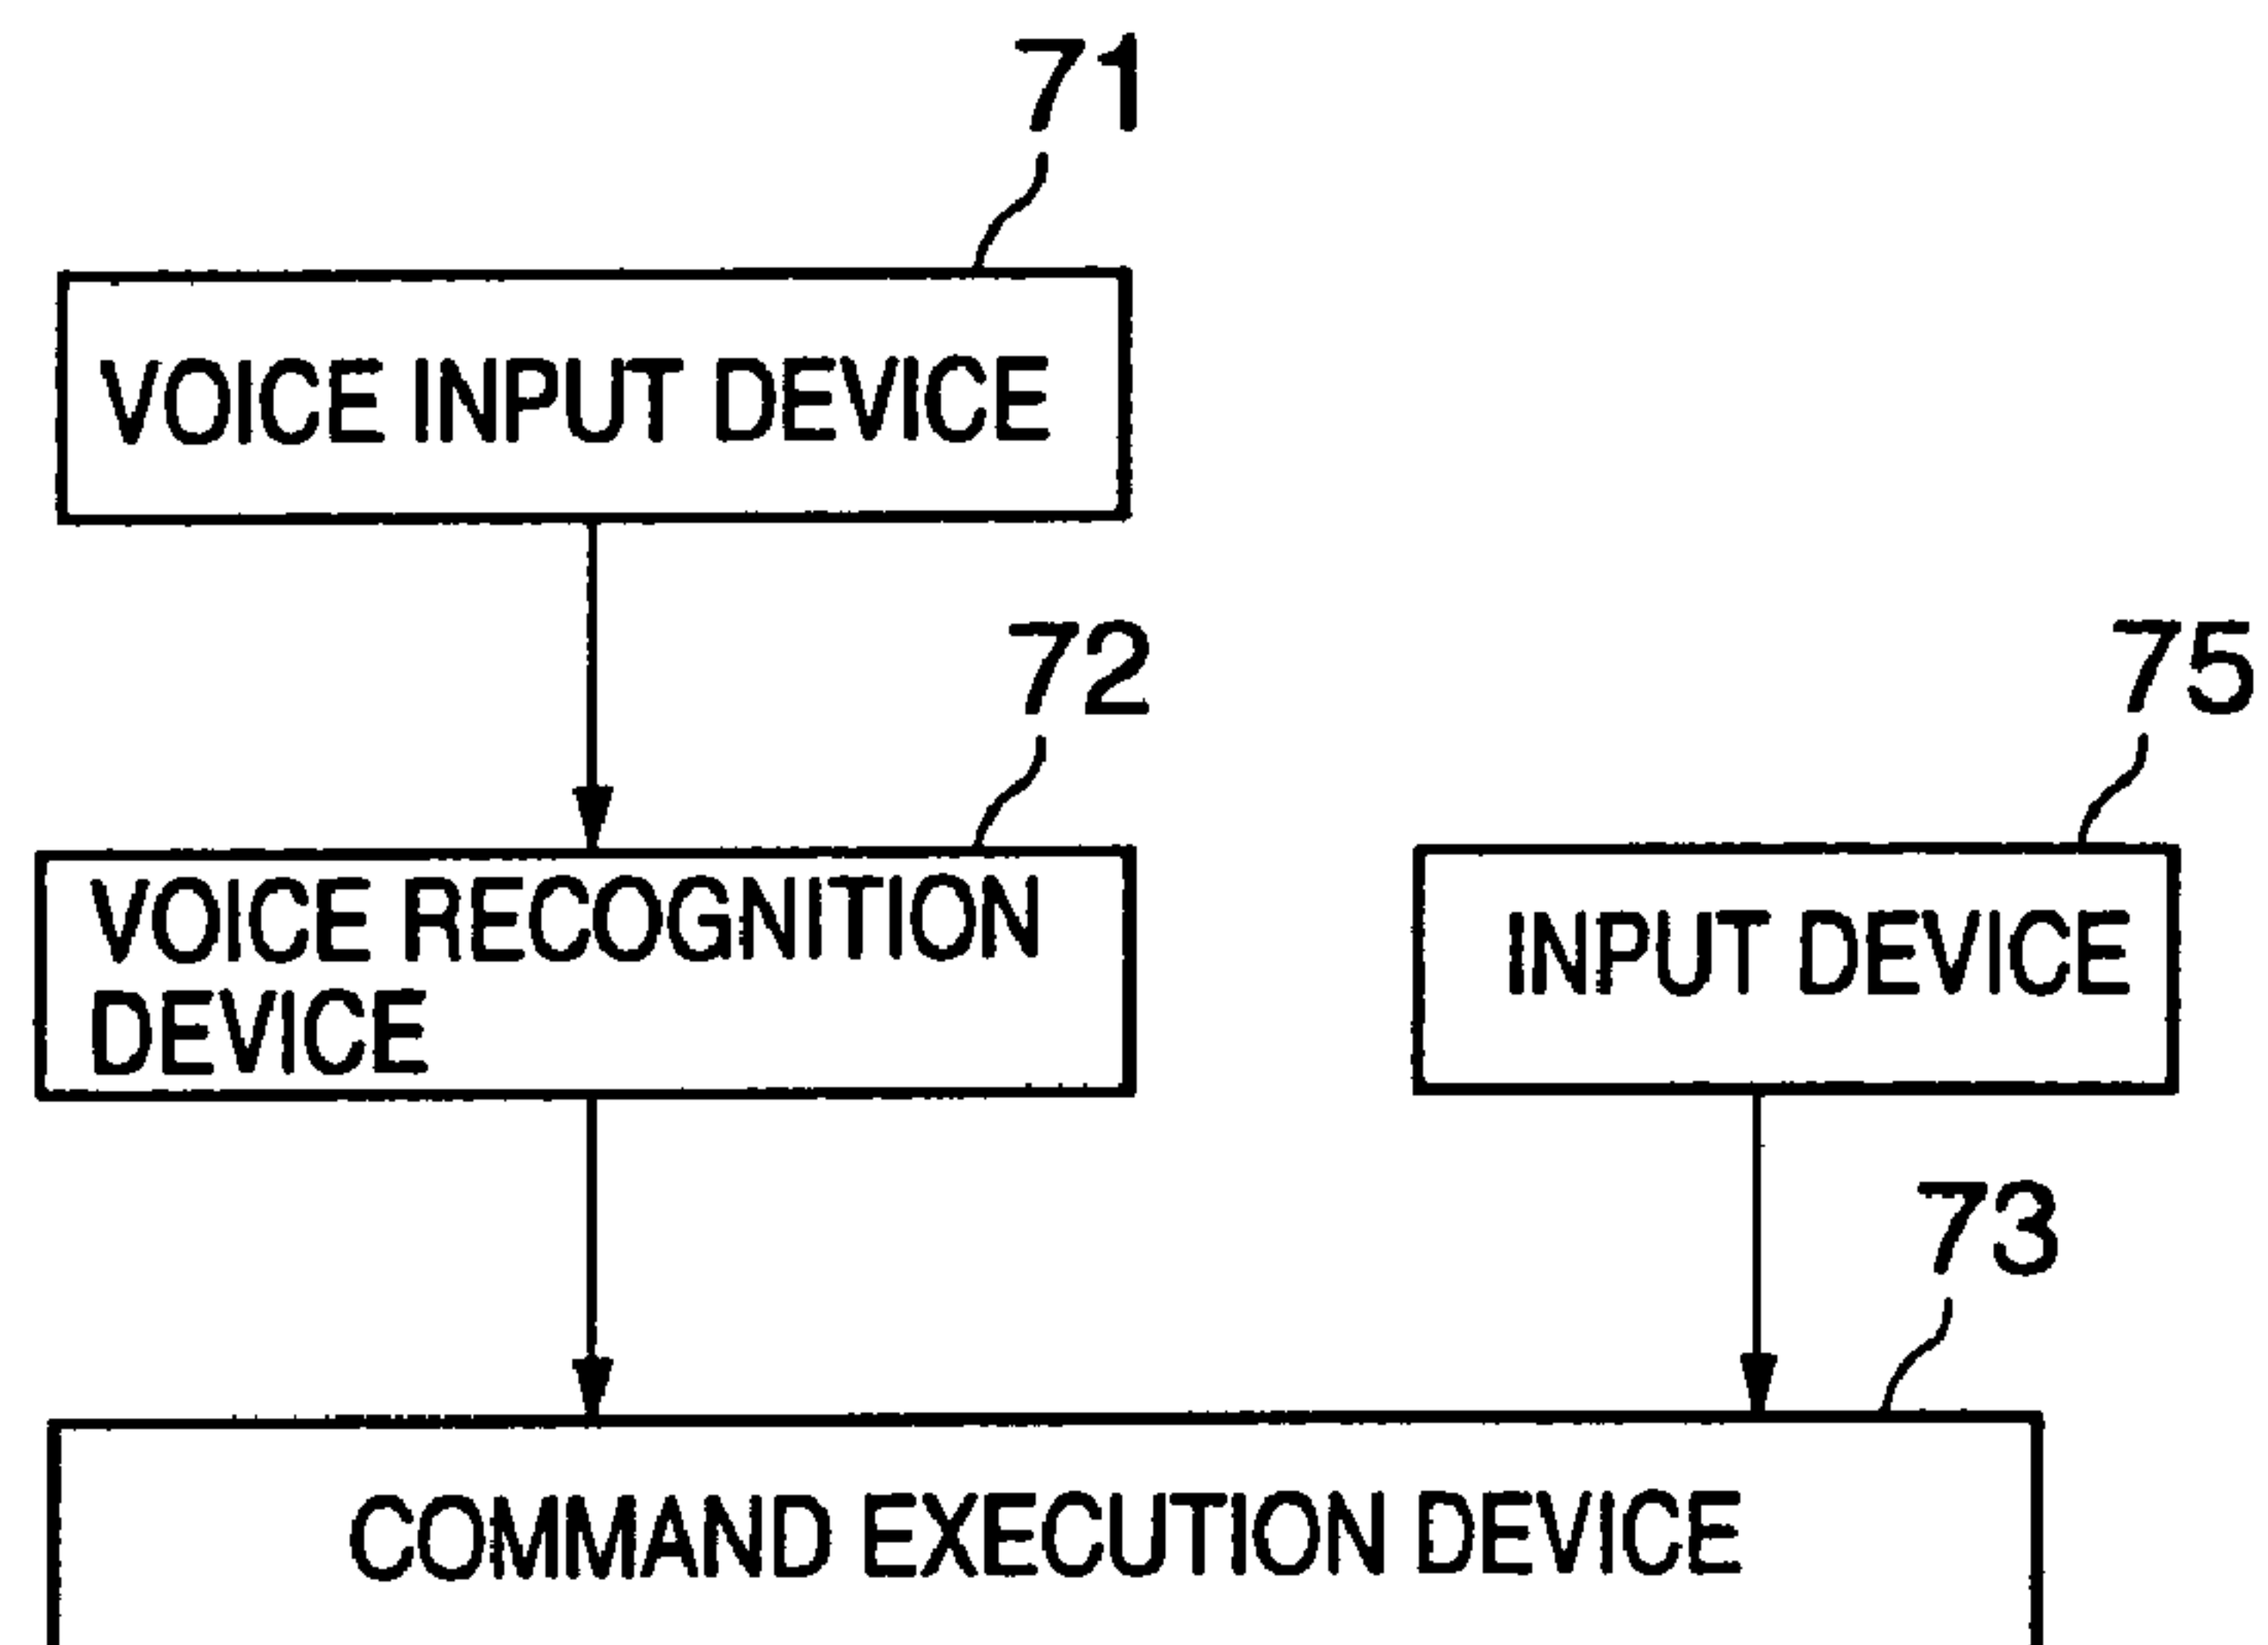 71
VOICE INPUT DEVICE
72
75
VOICE RECOGNITION
DEVICE
INPUT DEVICE
73
COMMAND EXECUTION DEVICE